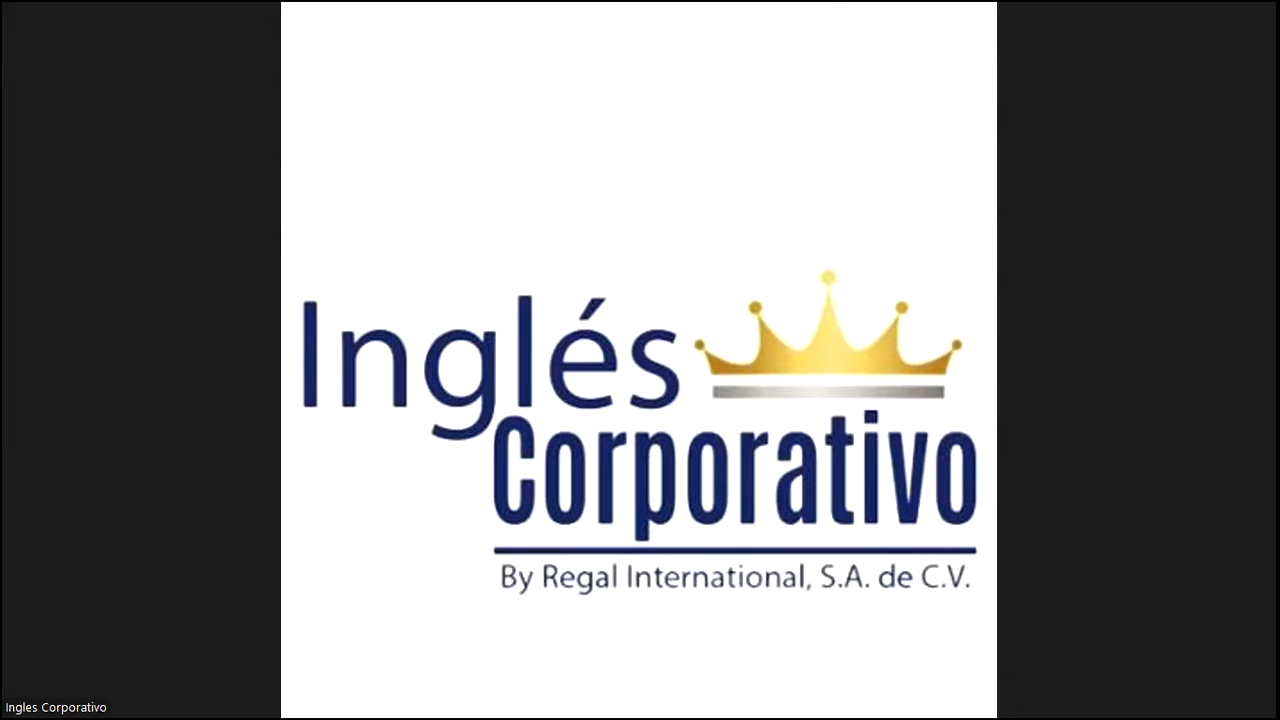 Inglés
Corporativo
By Regal International, S.A. de C.V.
Ingles Corporativo